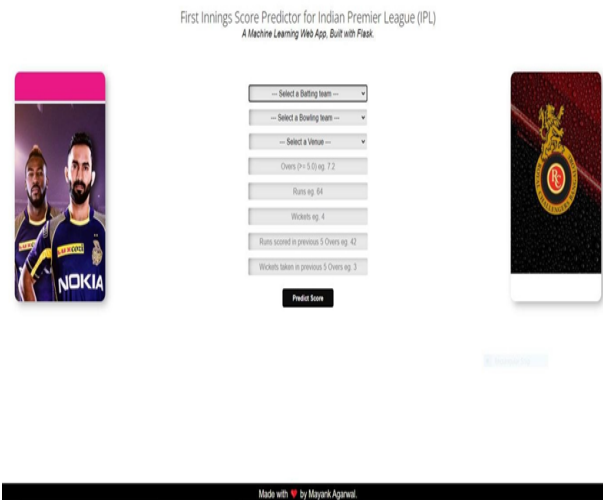 First Innings Score Predictor for Indian Premier League (IPL)
A Machine Learning Web App, Built with Flask.
--- Select a Batting team ---
--- Select a Bowling team ---
--- Select a Venue ---
Overs (>= 5.0) eg. 7.2
Runs eg. 64
Wickets eg. 4
Runs scored in previous 5 Overs eg. 42
Wickets taken in previous 5 Overs eg. 3
Predict Score
NOKIA
Made with ❤ by Mayank Agarwal.